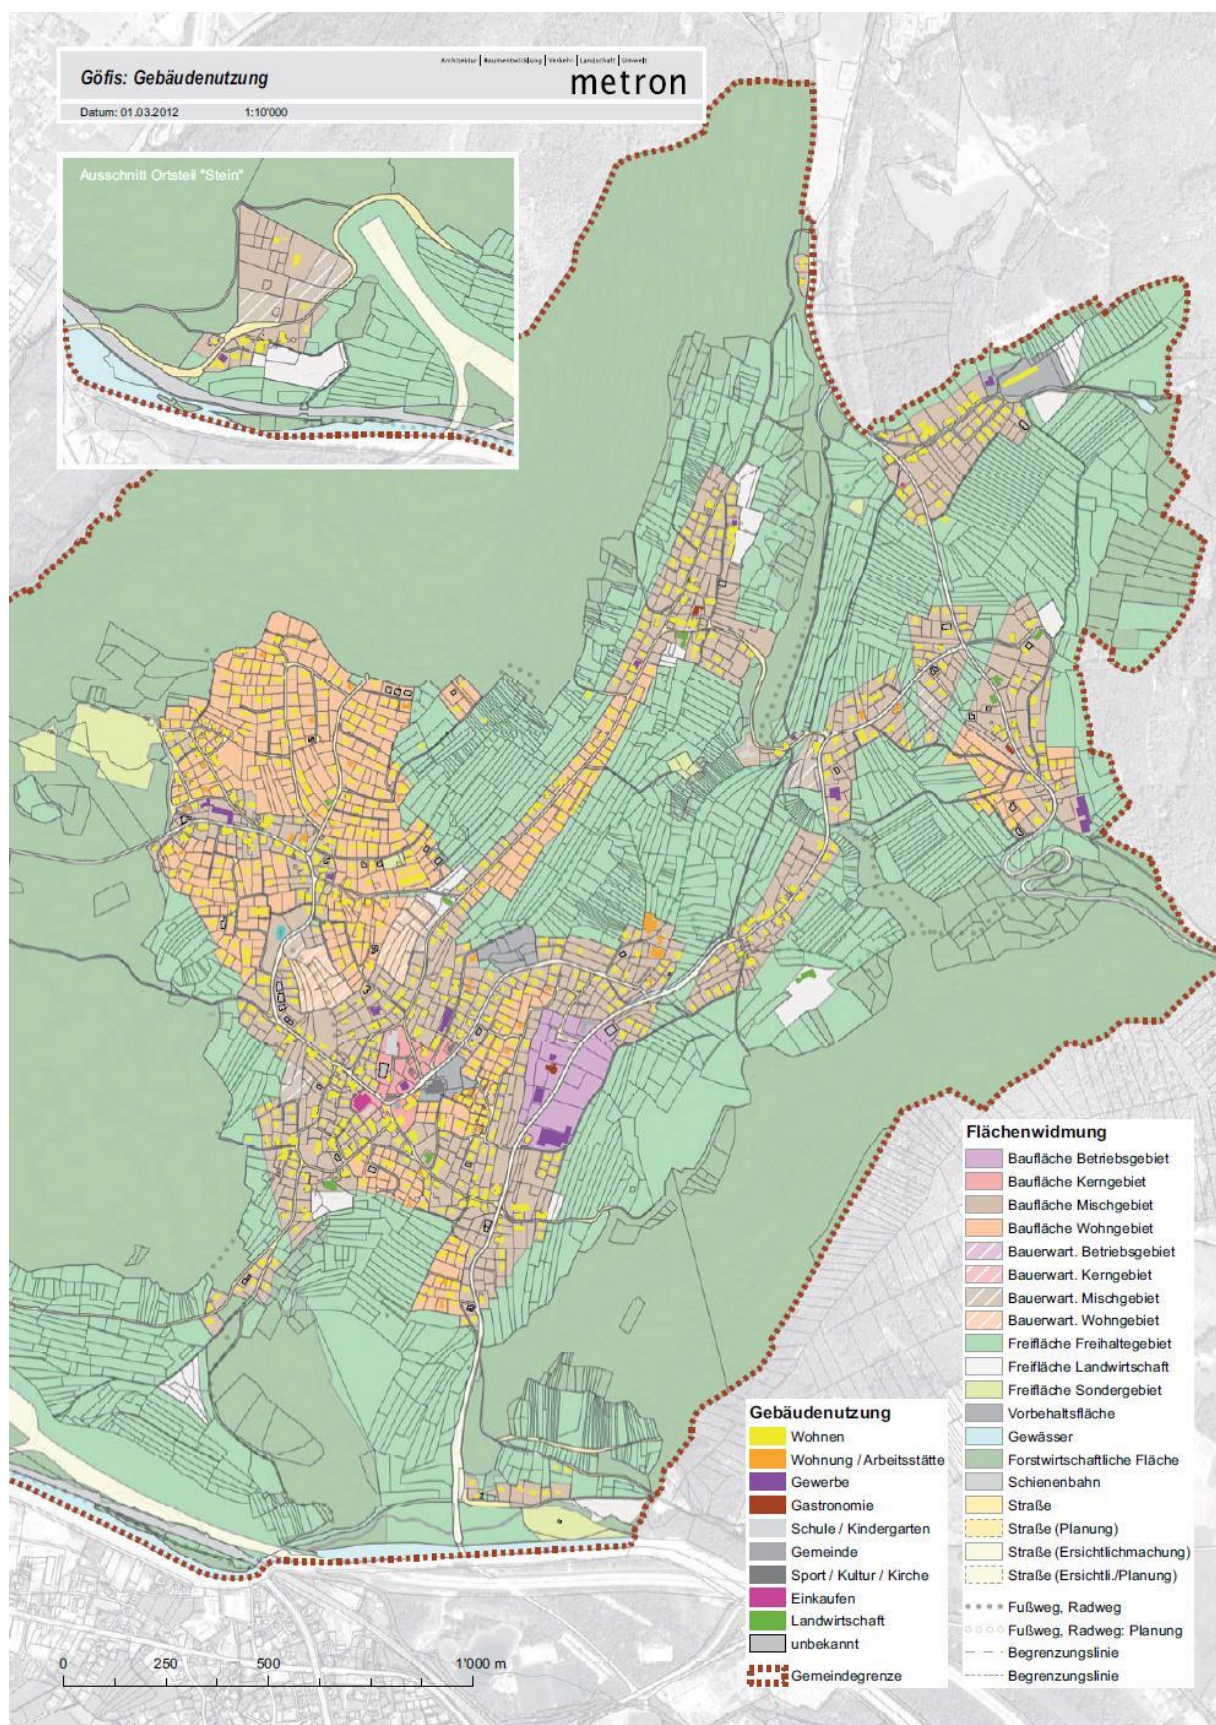 Architektur | Raumentwicklung | Verkehr | Landschaft | Umwelt
Göfis: Gebäudenutzung
metron
Datum: 01.03.2012 1:10'000
Ausschnitt Ortsteil "Stein"
Flächenwidmung
Baufläche Betriebsgebiet
Baufläche Kerngebiet
Baufläche Mischgebiet
Baufläche Wohngebiet
Bauerwart. Betriebsgebiet
Bauerwart. Kerngebiet
Bauerwart. Mischgebiet
Bauerwart. Wohngebiet
Freifläche Freihaltegebiet
Freifläche Landwirtschaft
Freifläche Sondergebiet
Vorbehaltsfläche
Gewässer
Forstwirtschaftliche Fläche
Schienenbahn
Straße
Straße (Planung)
Straße (Ersichtlichmachung)
Straße (Ersichtli./Planung)
Fußweg, Radweg
Fußweg, Radweg: Planung
Begrenzungslinie
Begrenzungslinie
Gebäudenutzung
Wohnen
Wohnung / Arbeitsstätte
Gewerbe
Gastronomie
Schule / Kindergarten
Gemeinde
Sport / Kultur / Kirche
Einkaufen
Landwirtschaft
unbekannt
Gemeindegrenze
0 250 500 1'000 m